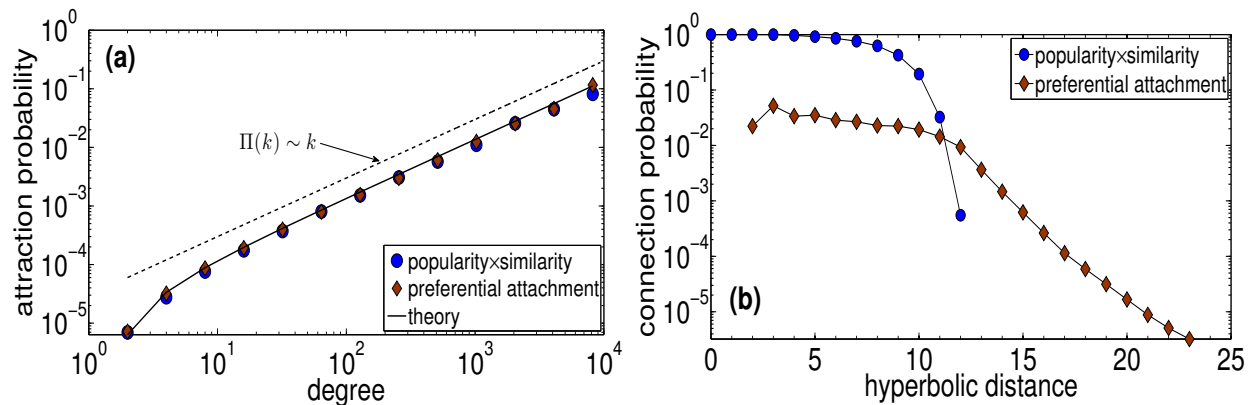 (a)
attraction probability
10^0
10^-1
10^-2
10^-3
10^-4
10^-5
Π(k) ∼ k
popularity×similarity
preferential attachment
theory
10^0 10^1 10^2 10^3 10^4
degree
(b)
connection probability
10^0
10^-1
10^-2
10^-3
10^-4
10^-5
popularity×similarity
preferential attachment
0 5 10 15 20 25
hyperbolic distance